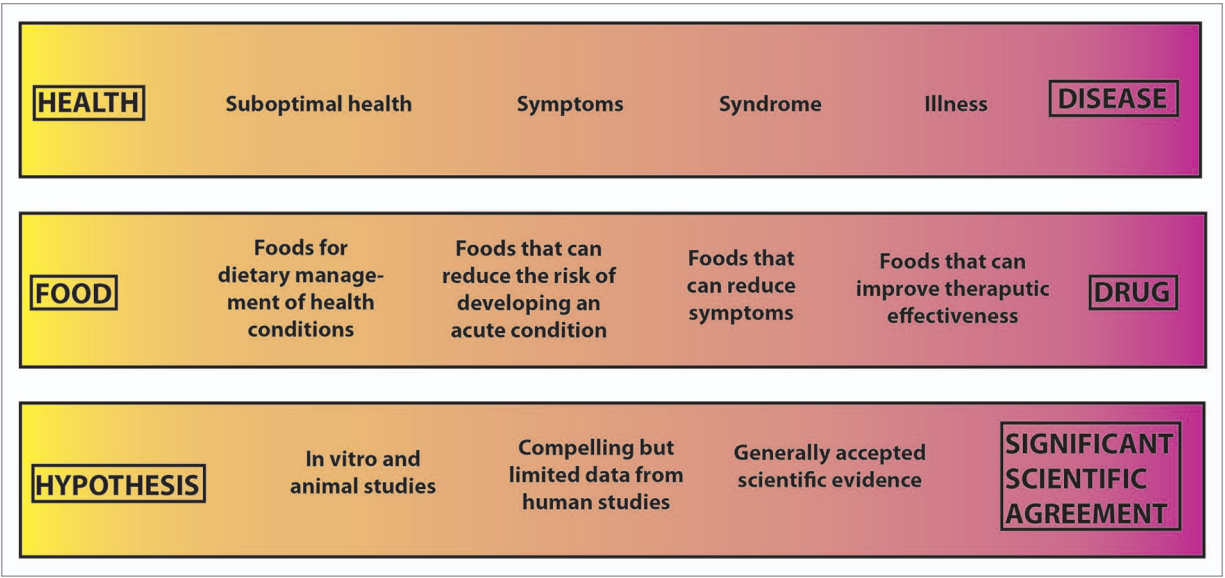 HEALTH
Suboptimal health
Symptoms
Syndrome
Illness
DISEASE
FOOD
Foods for
dietary manage-
ment of health
conditions
Foods that can
reduce the risk of
developing an
acute condition
Foods that
can reduce
symptoms
Foods that can
improve theraputic
effectiveness
DRUG
HYPOTHESIS
In vitro and
animal studies
Compelling but
limited data from
human studies
Generally accepted
scientific evidence
SIGNIFICANT
SCIENTIFIC
AGREEMENT